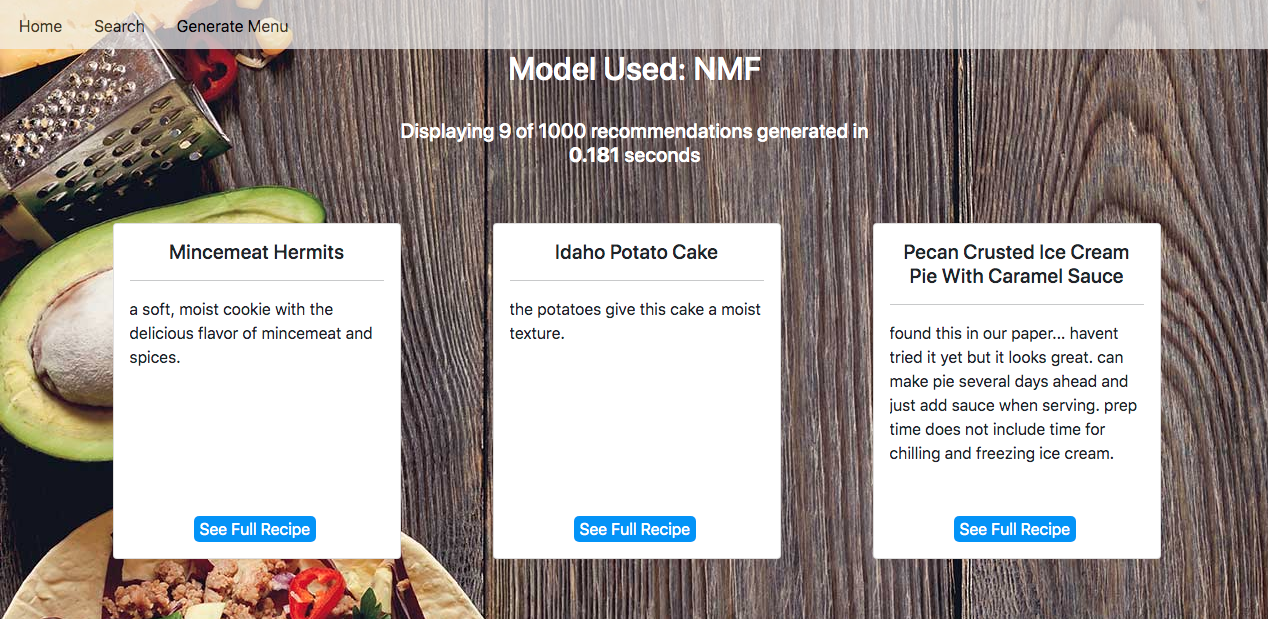 Home Search Generate Menu
Model Used: NMF
Displaying 9 of 1000 recommendations generated in
0.181 seconds
Mincemeat Hermits
a soft, moist cookie with the
delicious flavor of mincemeat and
spices.
See Full Recipe
Idaho Potato Cake
the potatoes give this cake a moist
texture.
See Full Recipe
Pecan Crusted Ice Cream
Pie With Caramel Sauce
found this in our paper... havent
tried it yet but it looks great. can
make pie several days ahead and
just add sauce when serving. prep
time does not include time for
chilling and freezing ice cream.
See Full Recipe